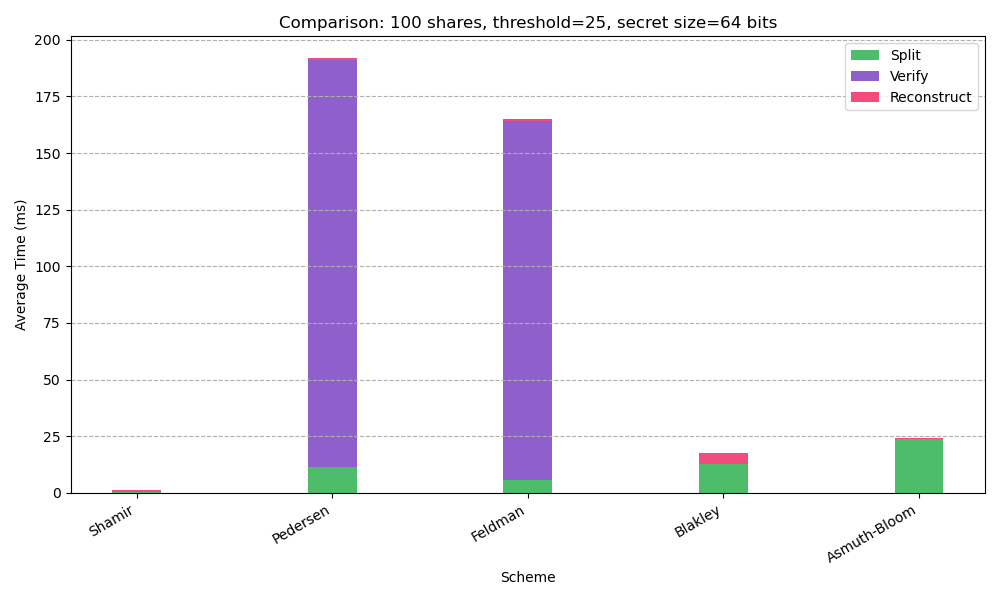 Comparison: 100 shares, threshold=25, secret size=64 bits
200
175
150
125
100
75
50
25
0
Average Time (ms)
Split
Verify
Reconstruct
Shamir
Pedersen
Feldman
Blakley
Asmuth-Bloom
Scheme